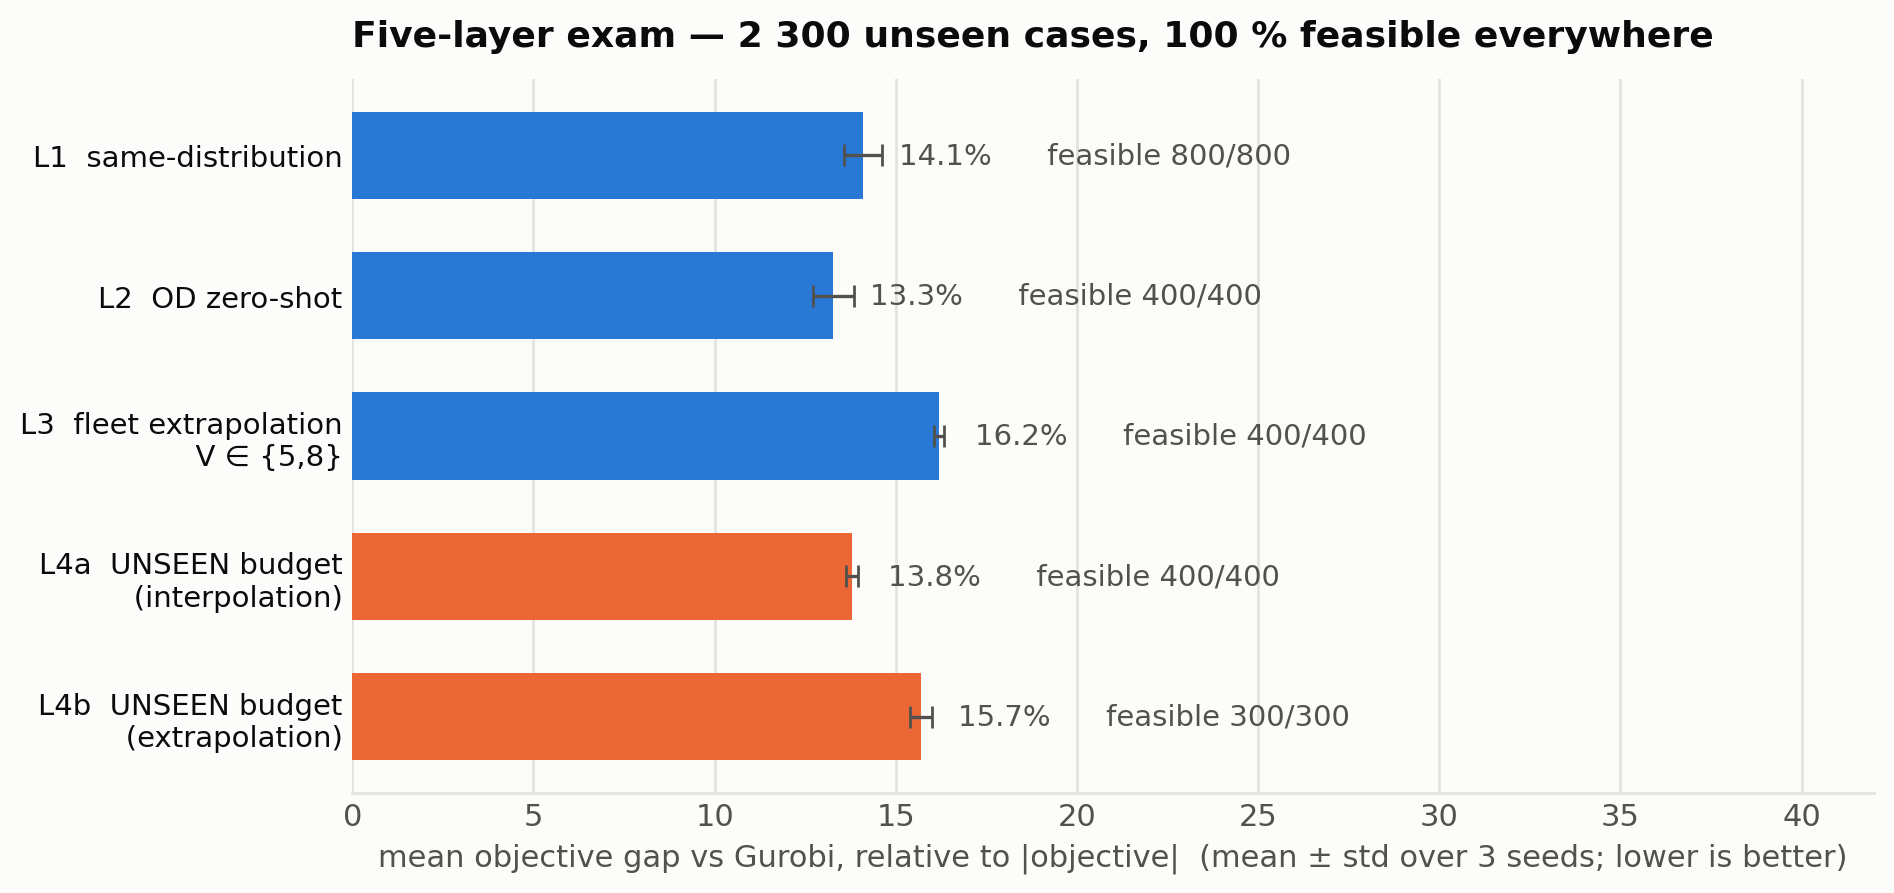 Five-layer exam — 2 300 unseen cases, 100 % feasible everywhere
L1  same-distribution
14.1%
feasible 800/800
L2  OD zero-shot
13.3%
feasible 400/400
L3  fleet extrapolation
V ∈ {5,8}
16.2%
feasible 400/400
L4a  UNSEEN budget
(interpolation)
13.8%
feasible 400/400
L4b  UNSEEN budget
(extrapolation)
15.7%
feasible 300/300
0 5 10 15 20 25 30 35 40
mean objective gap vs Gurobi, relative to |objective|  (mean ± std over 3 seeds; lower is better)